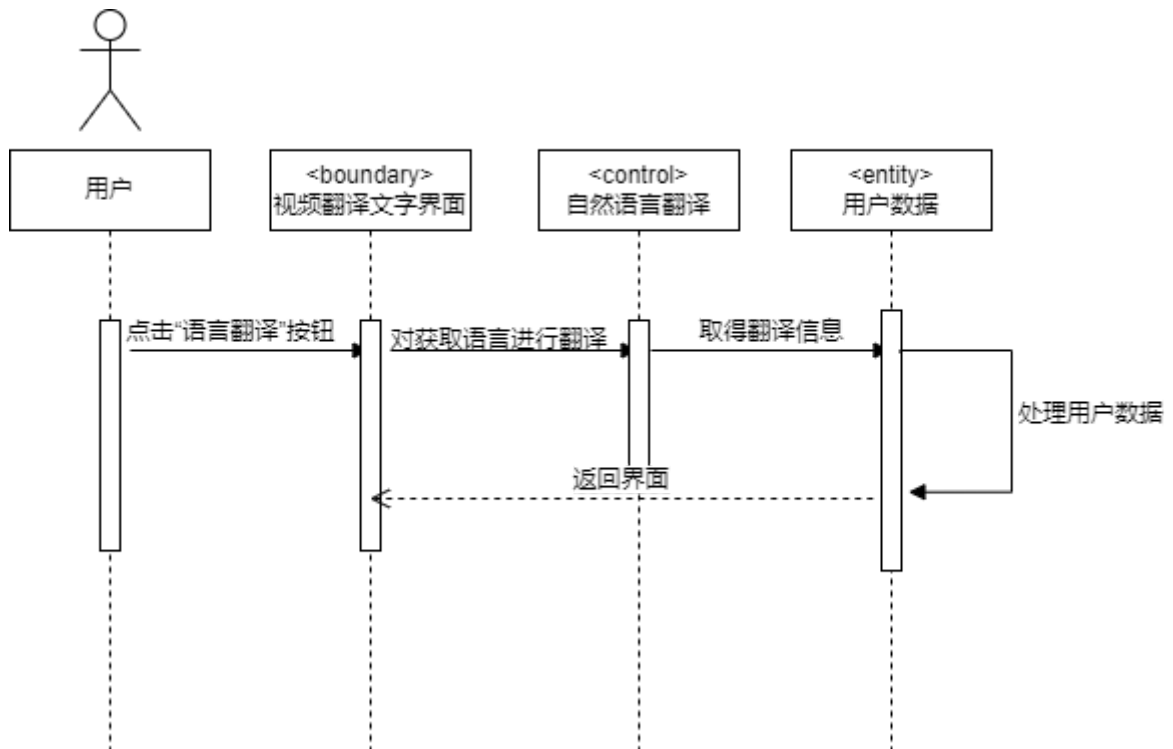 用户
<boundary>
视频翻译文字界面
<control>
自然语言翻译
<entity>
用户数据
点击“语言翻译”按钮
对获取语言进行翻译
取得翻译信息
处理用户数据
返回界面